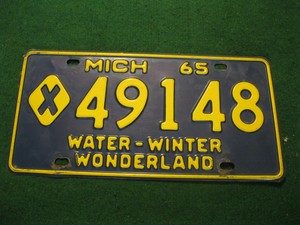 MICH 65
X 49148
WATER - WINTER
WONDERLAND